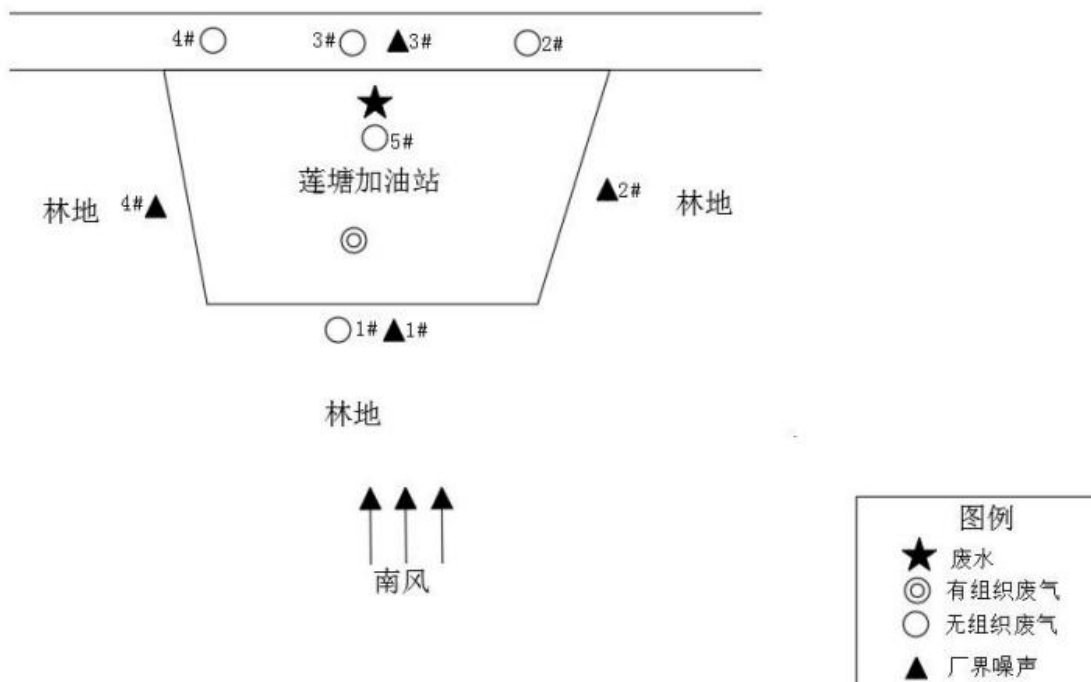 4# 3# 3# 2#
5#
莲塘加油站
林地 4# 2# 林地
1# 1#
林地
南风
图例
废水
有组织废气
无组织废气
厂界噪声